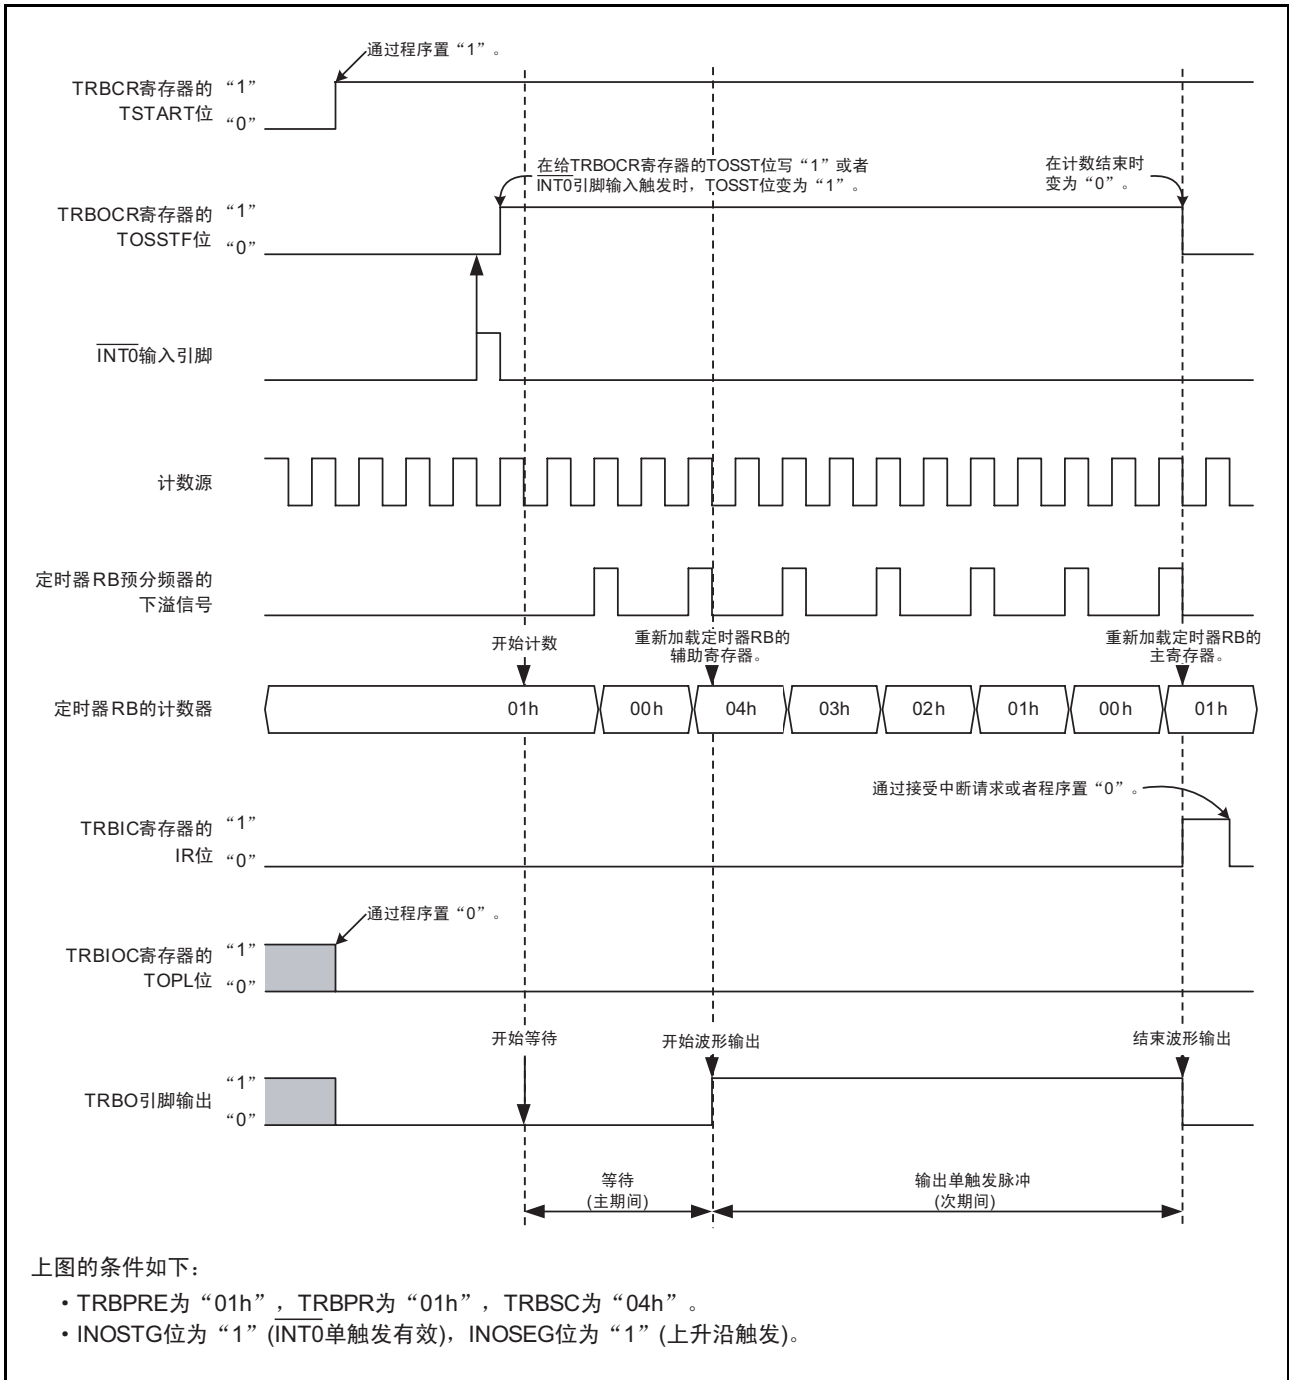 通过程序置“1”。
TRBCR寄存器的 “1”
TSTART位 “0”
在给TRBOCR寄存器的TOSST位写“1”或者
INT0引脚输入触发时，TOSST位变为“1”。
在计数结束时
变为“0”。
TRBOCR寄存器的 “1”
TOSSTF位 “0”
INT0输入引脚
计数源
定时器RB预分频器的
下溢信号
开始计数
重新加载定时器RB的
辅助寄存器。
重新加载定时器RB的
主寄存器。
定时器RB的计数器 01h 00h 04h 03h 02h 01h 00h 01h
通过接受中断请求或者程序置“0”。
TRBIC寄存器的 “1”
IR位 “0”
通过程序置“0”。
TRBIOC寄存器的 “1”
TOPL位 “0”
开始等待 开始波形输出 结束波形输出
“1”
TRBO引脚输出
“0”
等待
(主期间)
输出单触发脉冲
(次期间)
上图的条件如下：
• TRBPRE为“01h”，TRBPR为“01h”，TRBSC为“04h”。
• INOSTG位为“1”(INT0单触发有效)，INOSEG位为“1”(上升沿触发)。